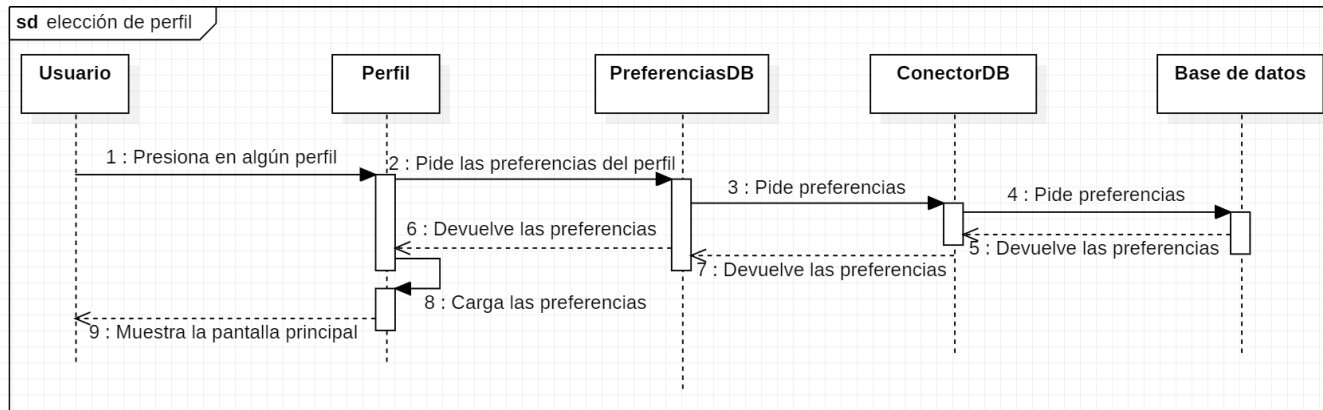 sd elección de perfil
Usuario
Perfil
PreferenciasDB
ConectorDB
Base de datos
1 : Presiona en algún perfil
2 : Pide las preferencias del perfil
3 : Pide preferencias
4 : Pide preferencias
5 : Devuelve las preferencias
6 : Devuelve las preferencias
7 : Devuelve las preferencias
8 : Carga las preferencias
9 : Muestra la pantalla principal